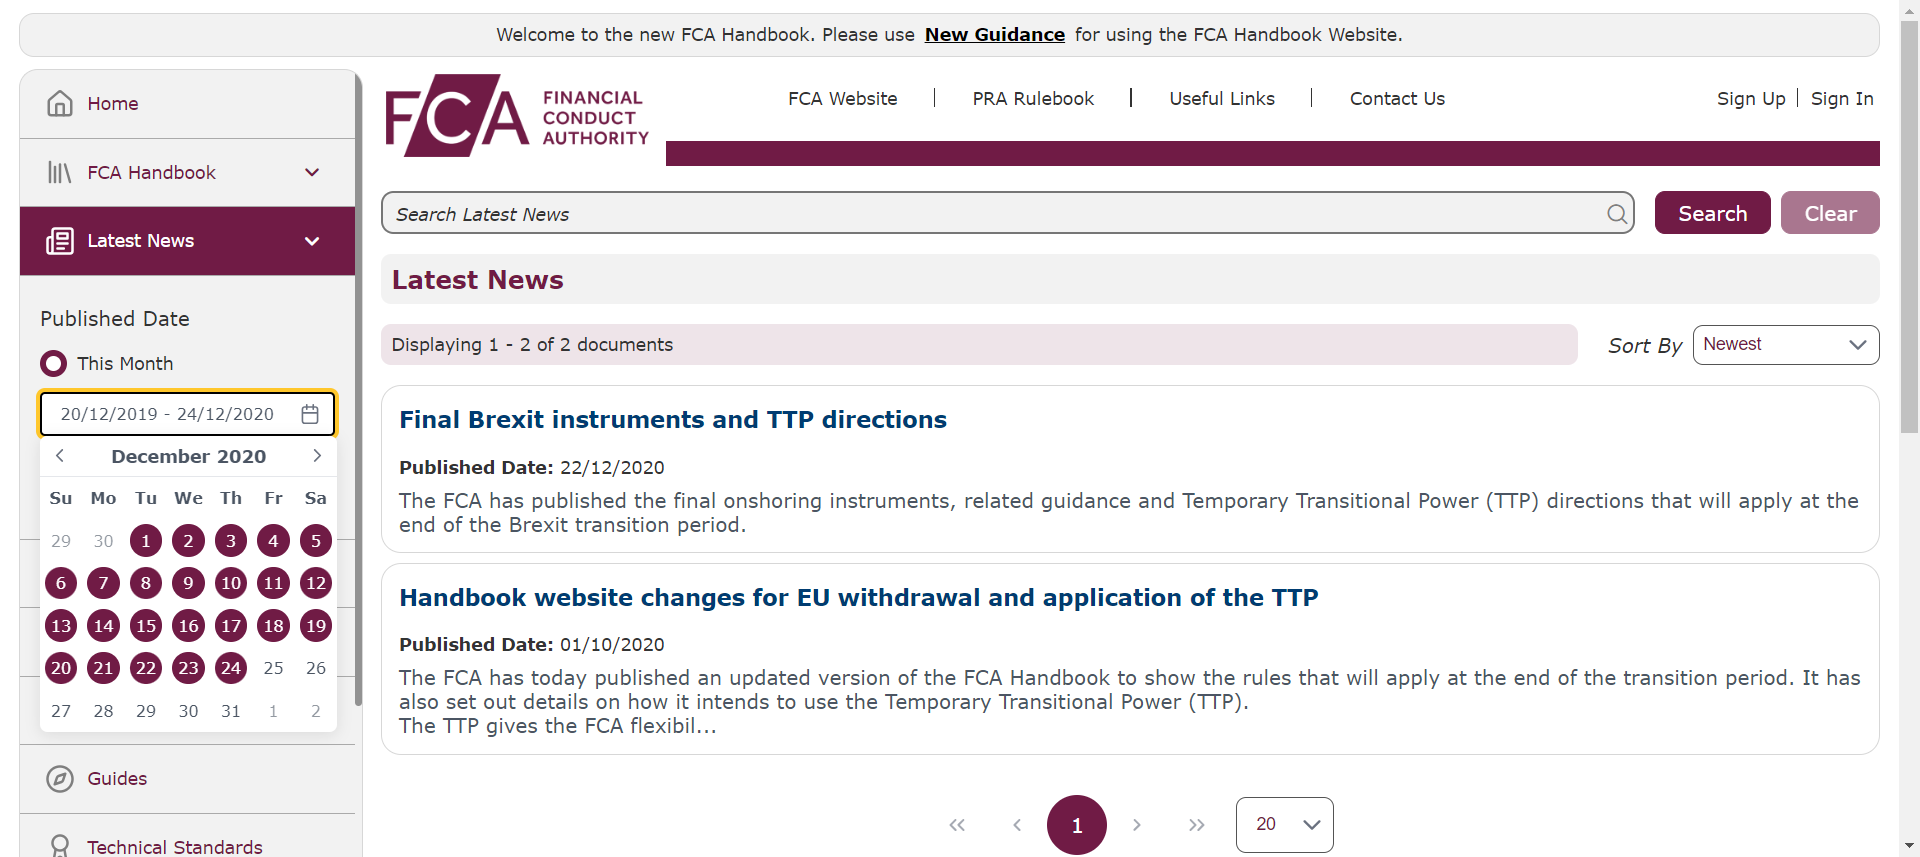 Welcome to the new FCA Handbook. Please use New Guidance for using the FCA Handbook Website.
Home
FCA Handbook
Latest News
Published Date
This Month
20/12/2019 - 24/12/2020
December 2020
Su Mo Tu We Th Fr Sa
29 30 1 2 3 4 5
6 7 8 9 10 11 12
13 14 15 16 17 18 19
20 21 22 23 24 25 26
27 28 29 30 31 1 2
Guides
Technical Standards
FCA FINANCIAL
CONDUCT
AUTHORITY
FCA Website | PRA Rulebook | Useful Links | Contact Us
Sign Up | Sign In
Search Latest News
Search
Clear
Latest News
Displaying 1 - 2 of 2 documents
Sort By Newest
Final Brexit instruments and TTP directions
Published Date: 22/12/2020
The FCA has published the final onshoring instruments, related guidance and Temporary Transitional Power (TTP) directions that will apply at the
end of the Brexit transition period.
Handbook website changes for EU withdrawal and application of the TTP
Published Date: 01/10/2020
The FCA has today published an updated version of the FCA Handbook to show the rules that will apply at the end of the transition period. It has
also set out details on how it intends to use the Temporary Transitional Power (TTP).
The TTP gives the FCA flexibil...
« ‹ 1 › » 20